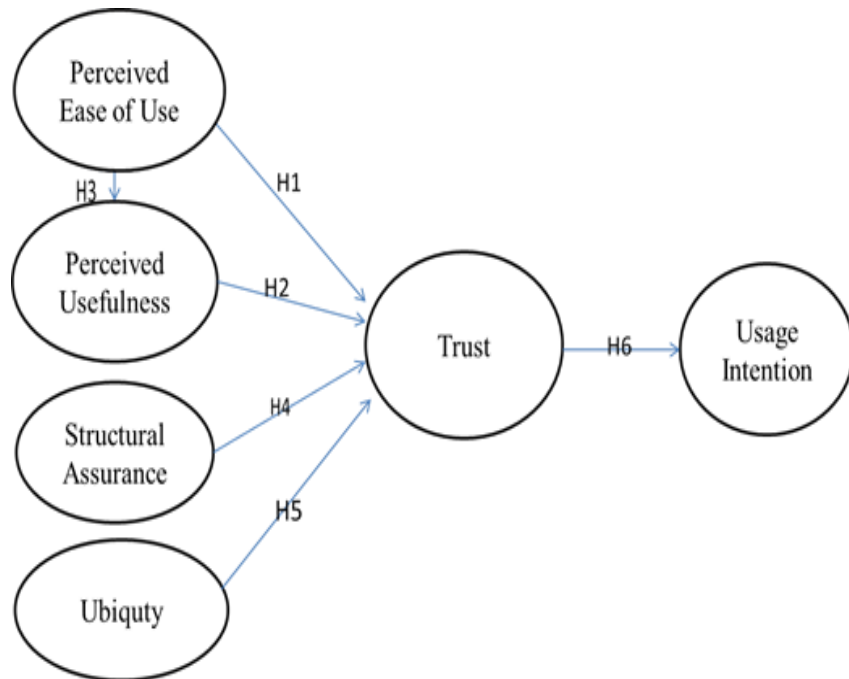 Perceived
Ease of Use
H1
H3
Perceived
Usefulness
H2
Trust
H6
Usage
Intention
Structural
Assurance
H4
H5
Ubiquty